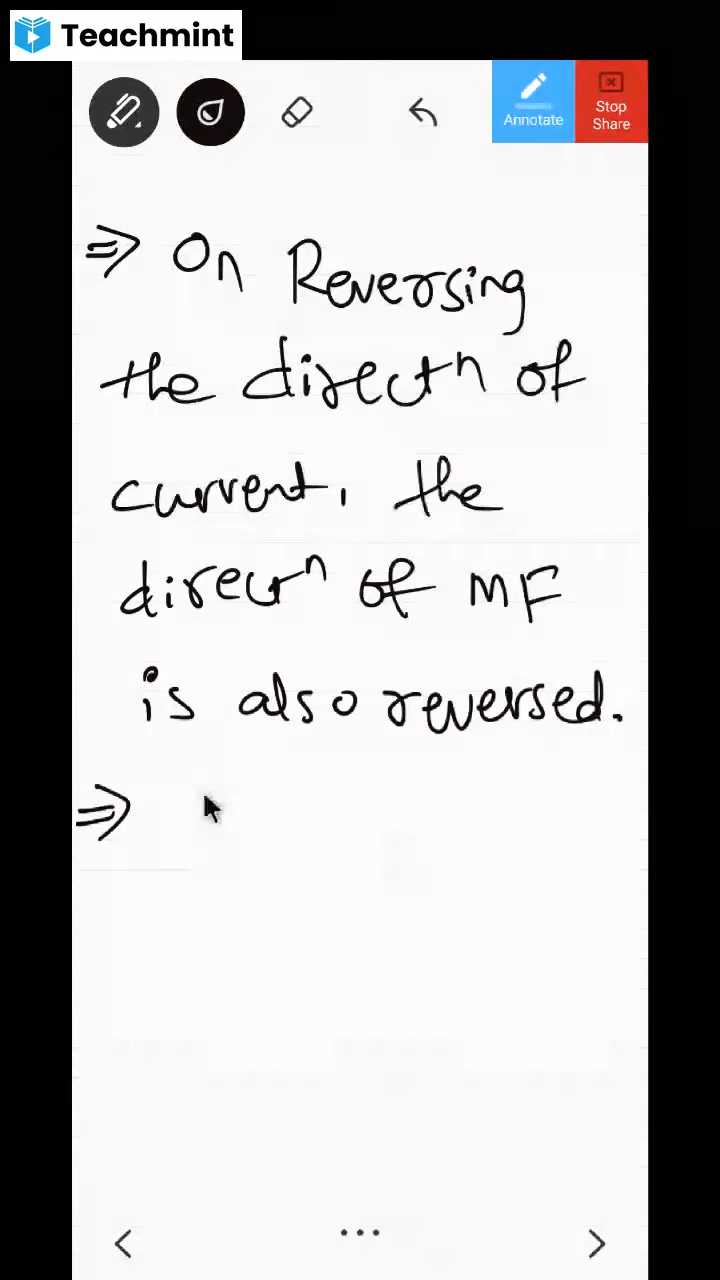 Teachmint
Annotate
Stop
Share
⇒ On Reversing
the directn of
current, the
directn of MF
is also reversed.
⇒